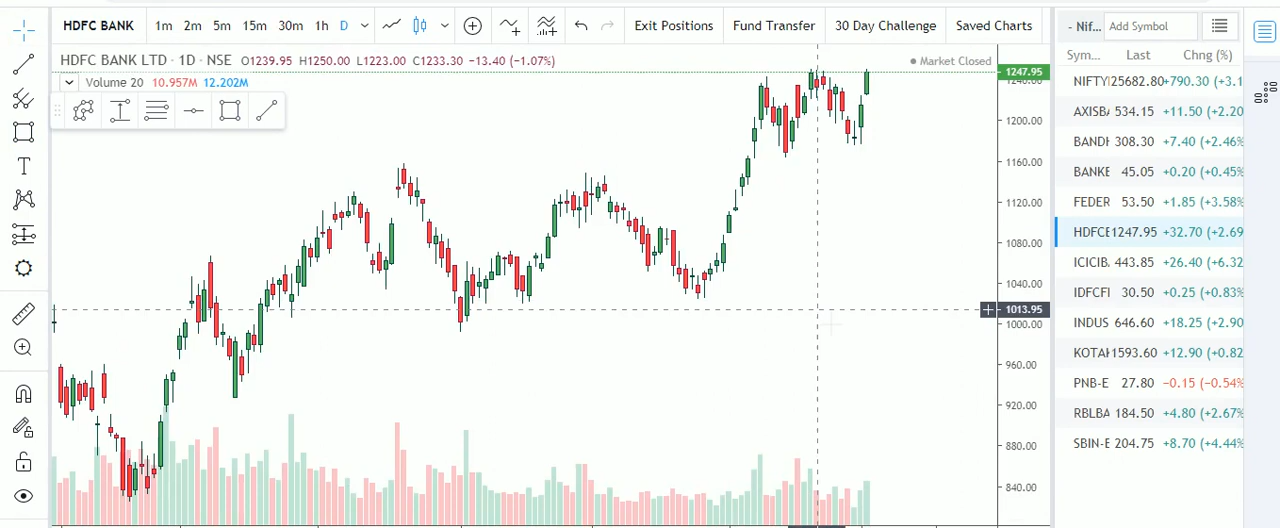 HDFC BANK 1m 2m 5m 15m 30m 1h D Exit Positions Fund Transfer 30 Day Challenge Saved Charts
HDFC BANK LTD · 1D · NSE O1239.95 H1250.00 L1223.00 C1233.30 −13.40 (−1.07%)
Market Closed
Volume 20 10.957M 12.202M
T
1247.95
1200.00
1160.00
1120.00
1080.00
1040.00
1013.95
1000.00
960.00
920.00
880.00
840.00
- Nif... Add Symbol
Sym... Last Chng (%)
NIFTY 25682.80 +790.30 (+3.1
AXISB 534.15 +11.50 (+2.20
BANDH 308.30 +7.40 (+2.46%
BANKE 45.05 +0.20 (+0.45%
FEDER 53.50 +1.85 (+3.58%
HDFCE 1247.95 +32.70 (+2.69
ICICIB. 443.85 +26.40 (+6.32
IDFCFI 30.50 +0.25 (+0.83%
INDUS 646.60 +18.25 (+2.90
KOTAH 1593.60 +12.90 (+0.82
PNB-E 27.80 −0.15 (−0.54%
RBLBA 184.50 +4.80 (+2.67%
SBIN-E 204.75 +8.70 (+4.44%